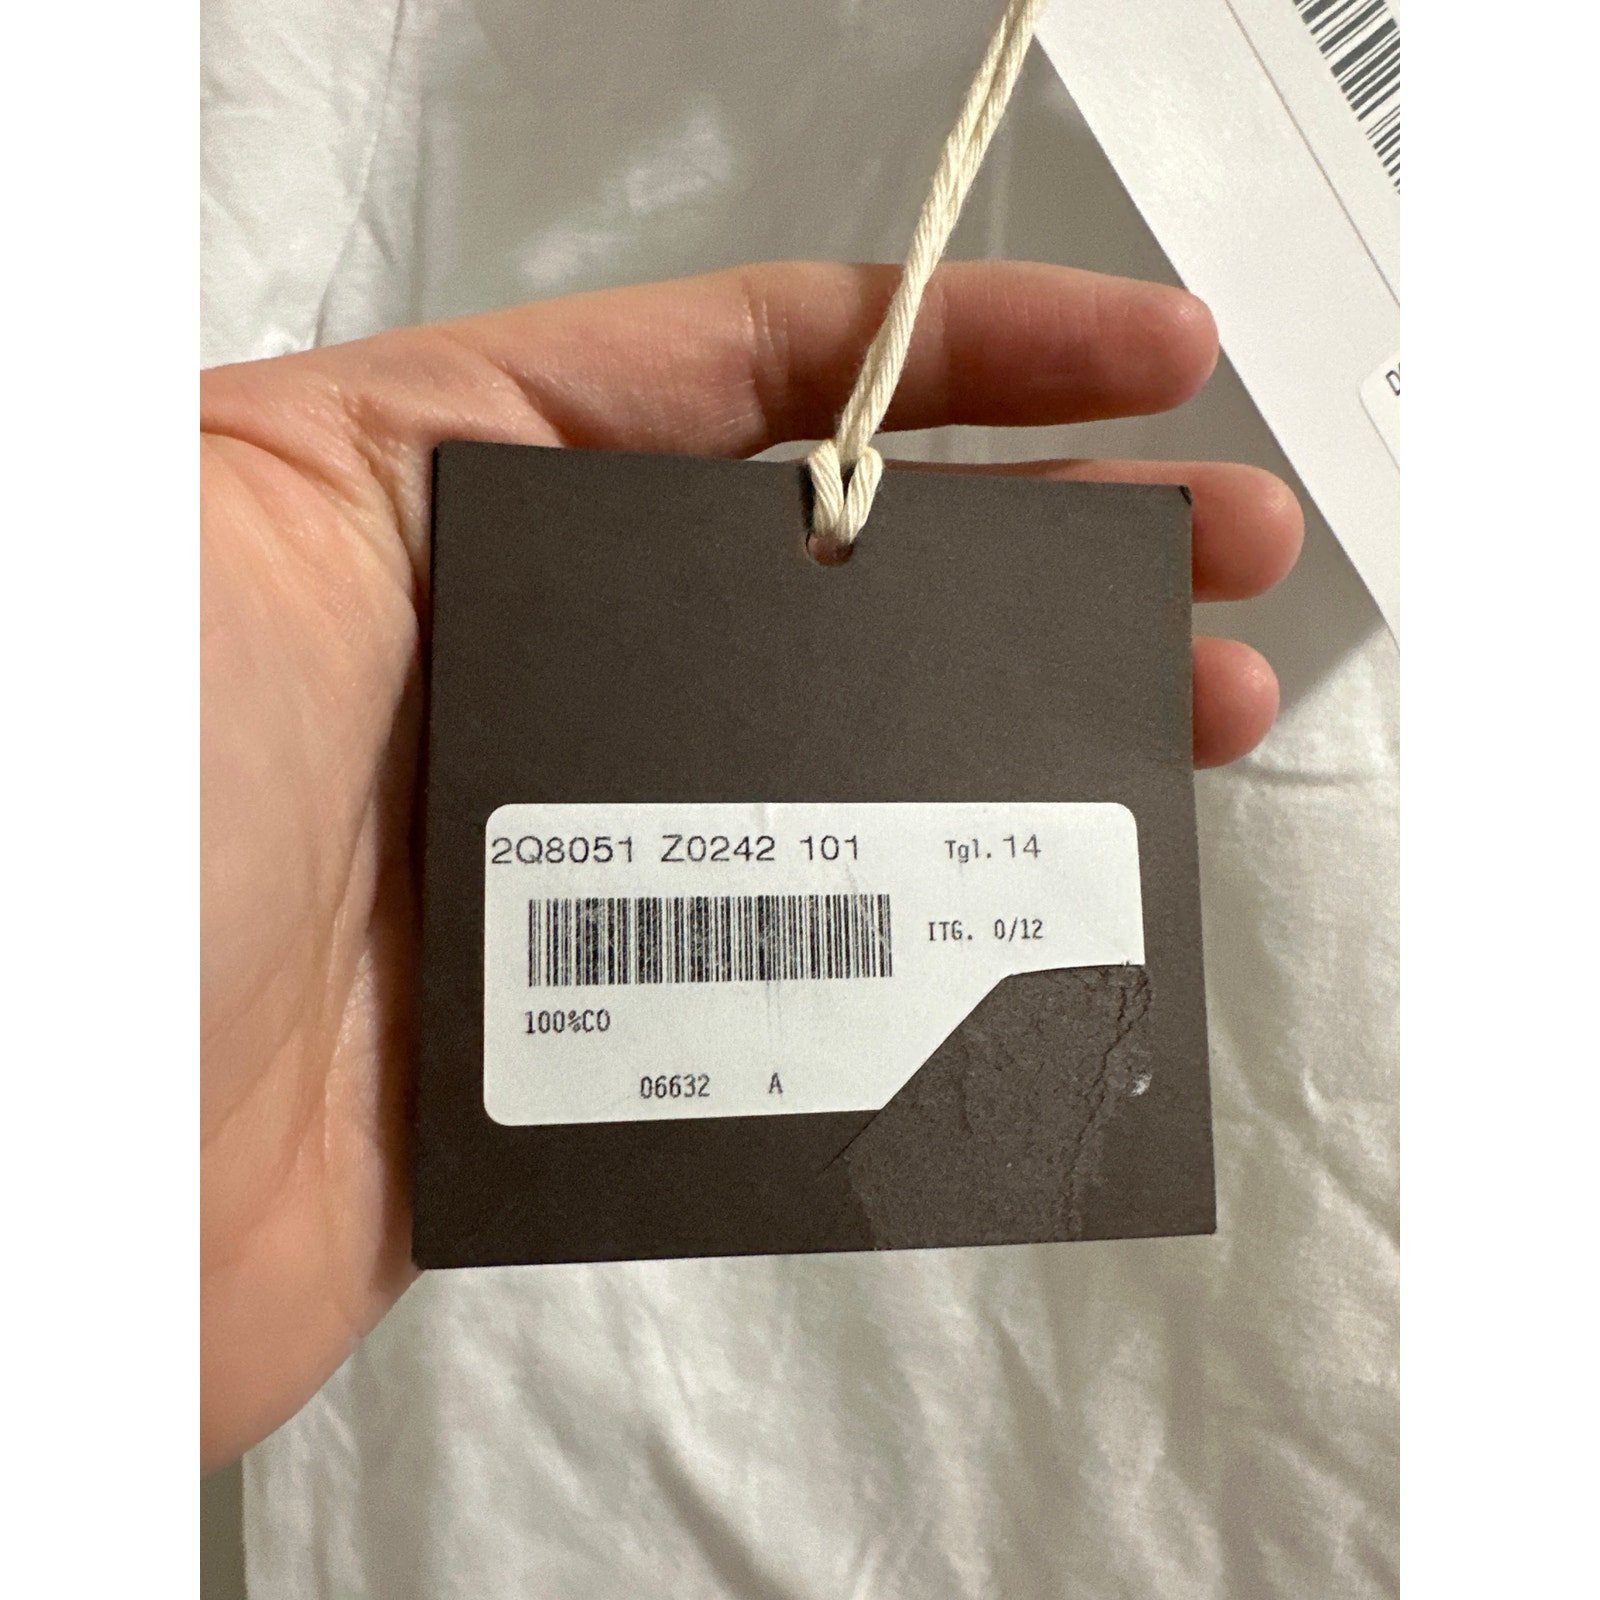 2Q8051 Z0242 101 Tgl. 14
ITG. 0/12
100%CO
06632 A